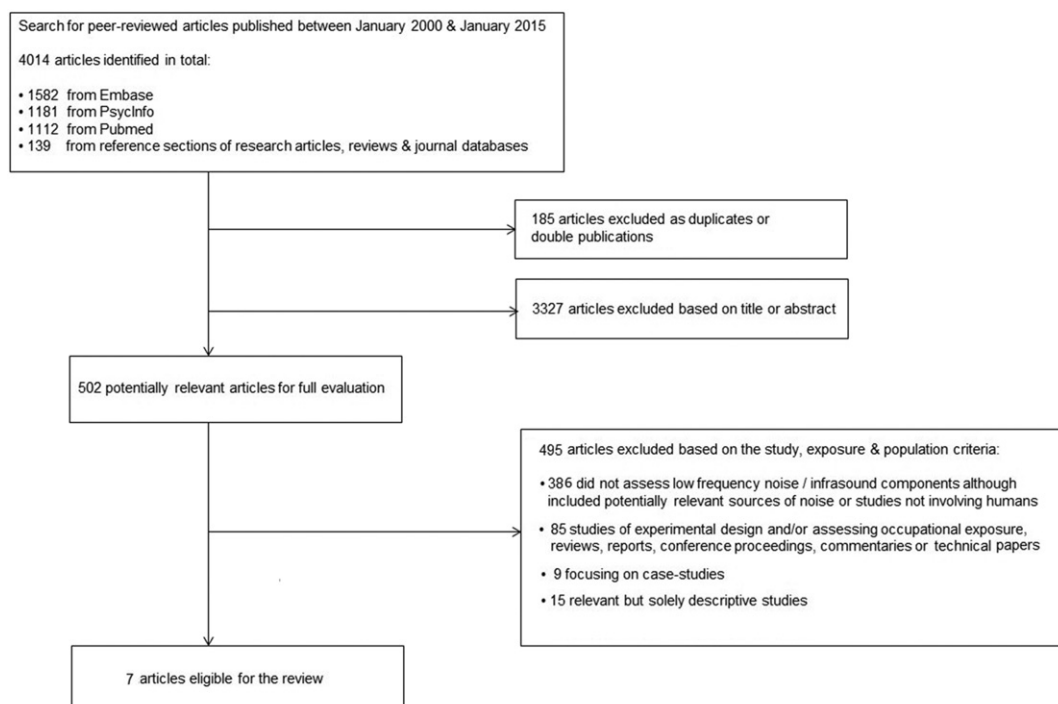 Search for peer-reviewed articles published between January 2000 & January 2015
4014 articles identified in total:
• 1582 from Embase
• 1181 from PsycInfo
• 1112 from Pubmed
• 139 from reference sections of research articles, reviews & journal databases
185 articles excluded as duplicates or
double publications
3327 articles excluded based on title or abstract
502 potentially relevant articles for full evaluation
495 articles excluded based on the study, exposure & population criteria:
• 386 did not assess low frequency noise / infrasound components although
included potentially relevant sources of noise or studies not involving humans
• 85 studies of experimental design and/or assessing occupational exposure,
reviews, reports, conference proceedings, commentaries or technical papers
• 9 focusing on case-studies
• 15 relevant but solely descriptive studies
7 articles eligible for the review